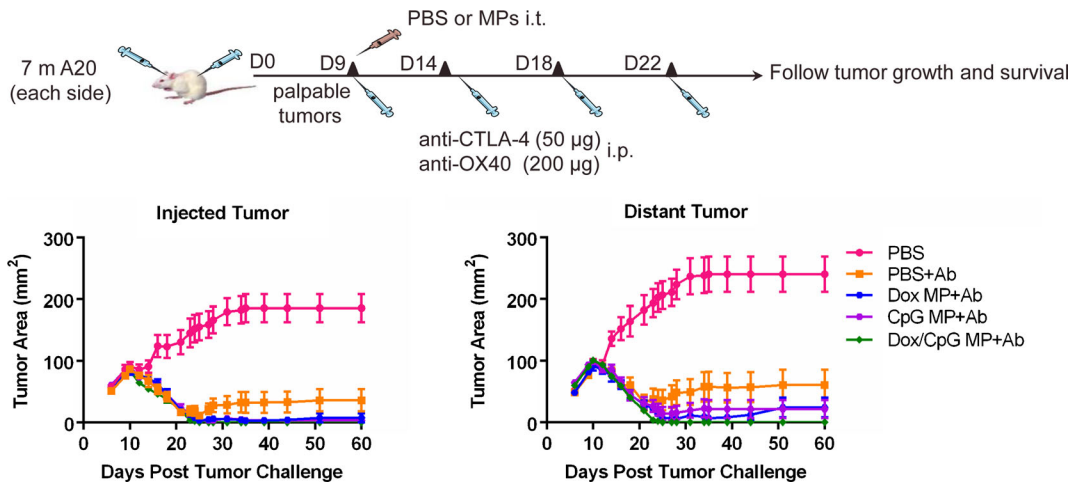 PBS or MPs i.t.
7 m A20
(each side)
D0
D9
D14
D18
D22
Follow tumor growth and survival
palpable
tumors
anti-CTLA-4 (50 µg)
anti-OX40 (200 µg)
i.p.
Injected Tumor
Tumor Area (mm²)
300
200
100
0
0 10 20 30 40 50 60
Days Post Tumor Challenge
Distant Tumor
Tumor Area (mm²)
300
200
100
0
0 10 20 30 40 50 60
Days Post Tumor Challenge
PBS
PBS+Ab
Dox MP+Ab
CpG MP+Ab
Dox/CpG MP+Ab